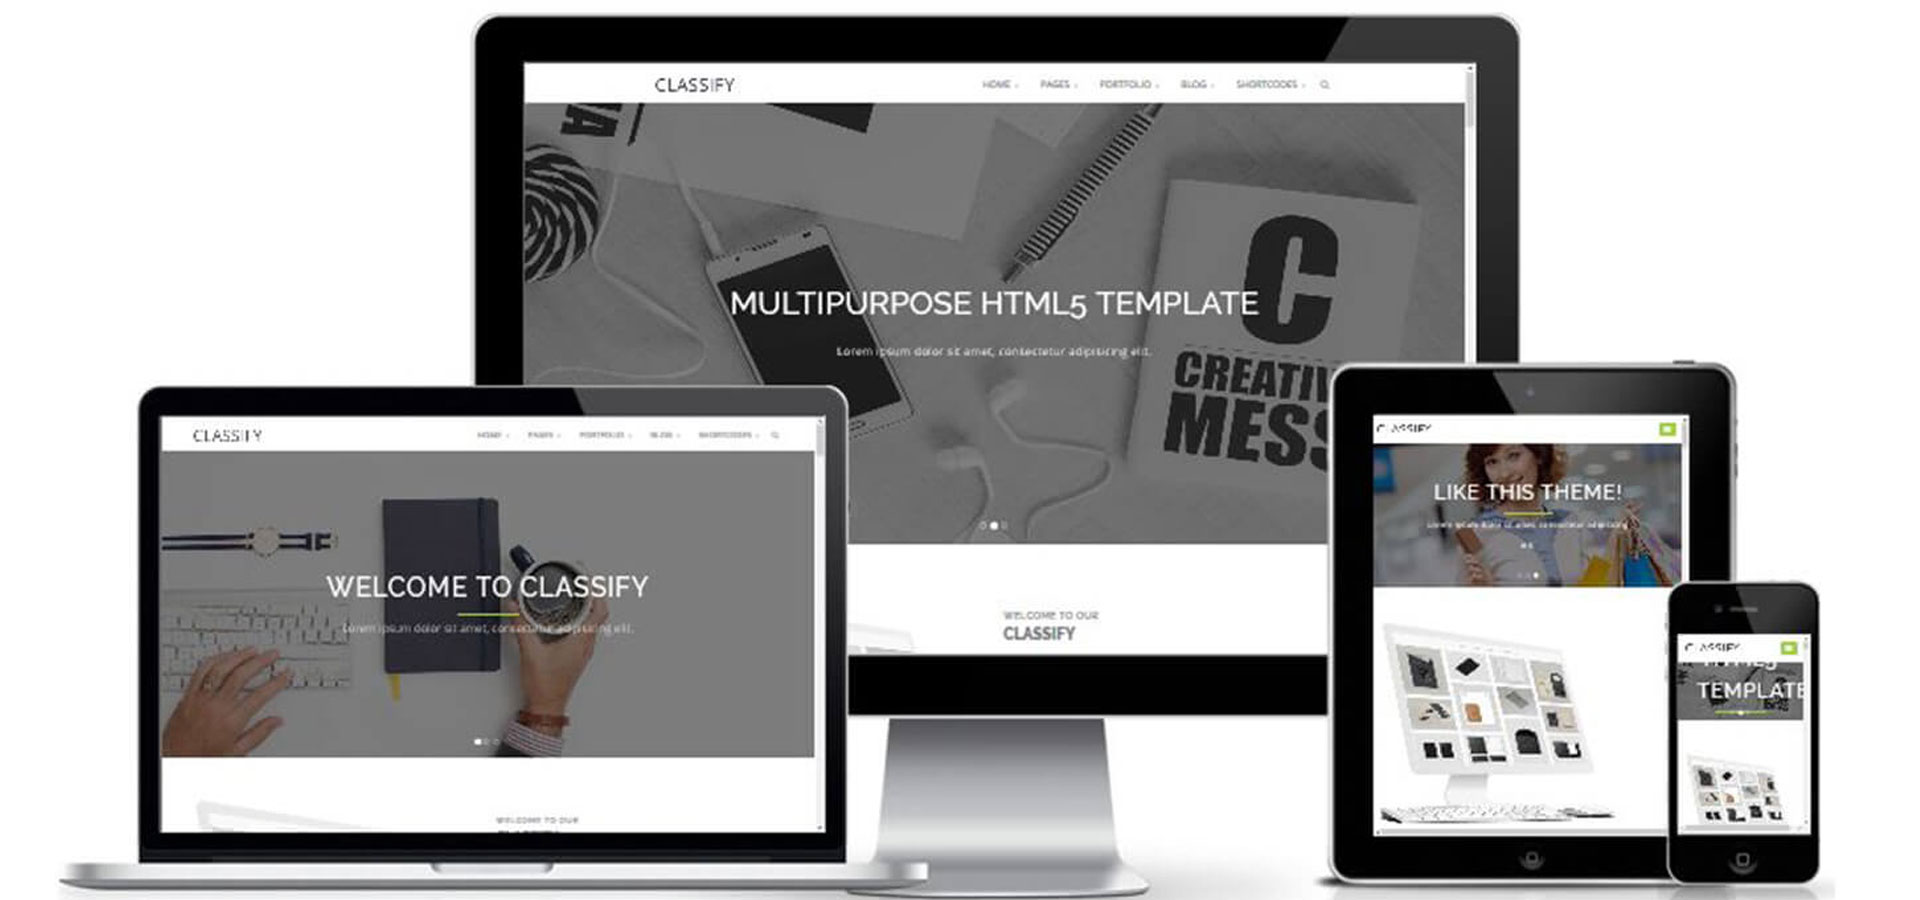 CLASSIFY
HOME PAGES PORTFOLIO BLOG SHORTCODES
C
CREATIV
MESS
MULTIPURPOSE HTML5 TEMPLATE
Lorem ipsum dolor sit amet, consectetur adipisicing elit.
WELCOME TO OUR
CLASSIFY
CLASSIFY
HOME PAGES PORTFOLIO BLOG SHORTCODES
WELCOME TO CLASSIFY
Lorem ipsum dolor sit amet, consectetur adipisicing elit.
WELCOME TO OUR
CLASSIFY
LIKE THIS THEME!
Lorem ipsum dolor sit amet, consectetur adipisicing
CLASSIFY
HTML5
TEMPLATE